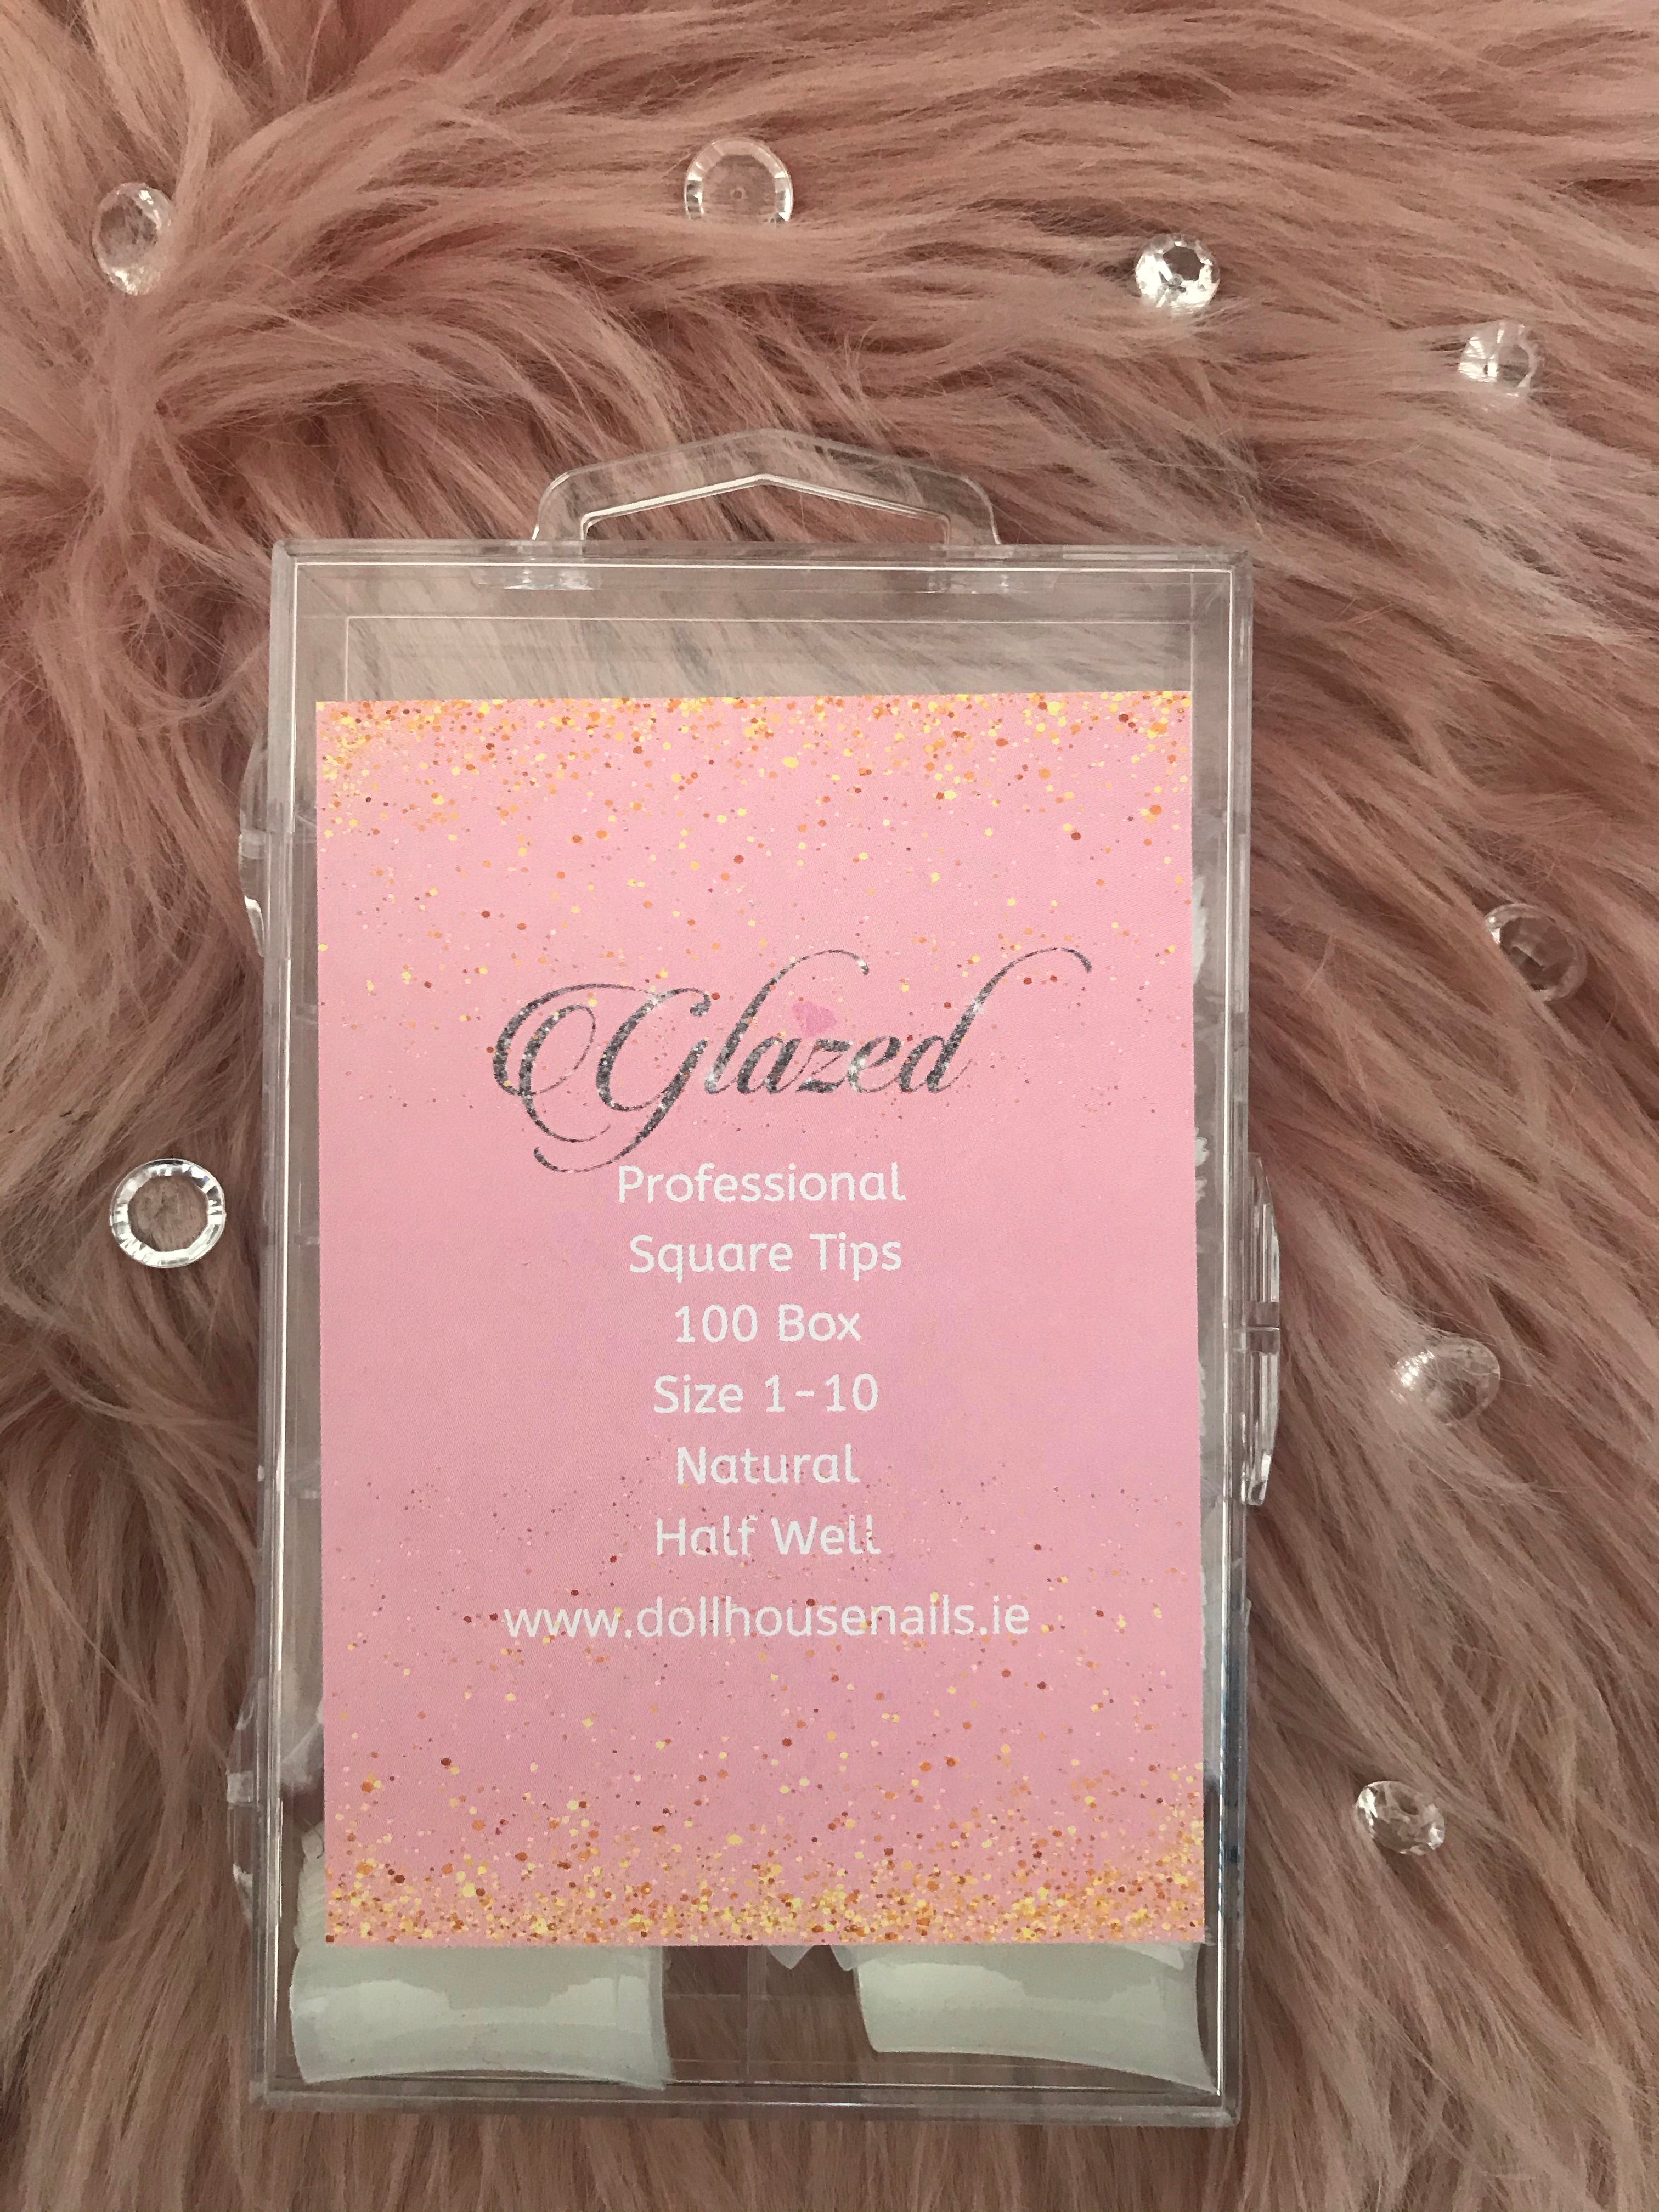 Glazed
Professional
Square Tips
100 Box
Size 1-10
Natural
Half Well
www.dollhousenails.ie